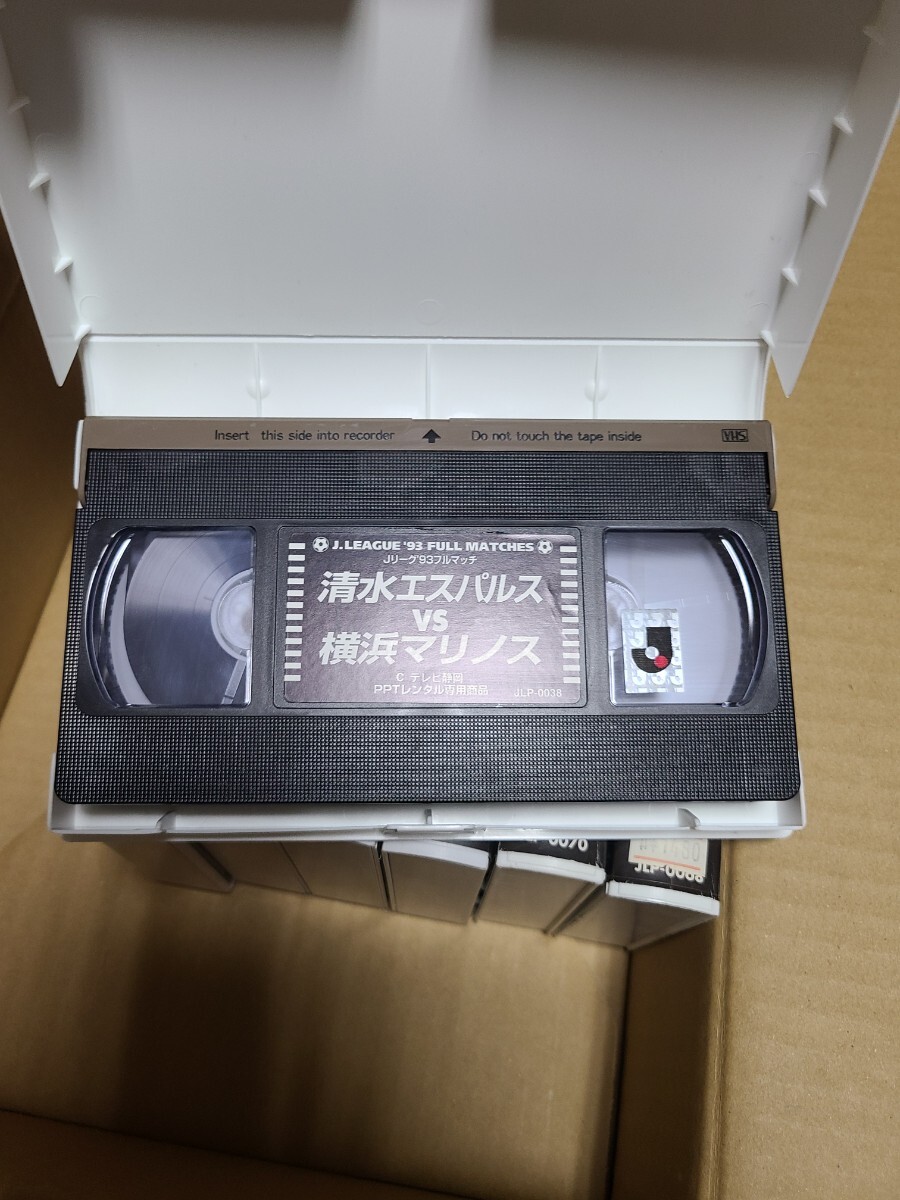 Insert this side into recorder Do not touch the tape inside VHS
J.LEAGUE '93 FULL MATCHES
Jリーグ'93フルマッチ
清水エスパルス
VS
横浜マリノス
C テレビ静岡
PPTレンタル専用商品 JLP-0038
J